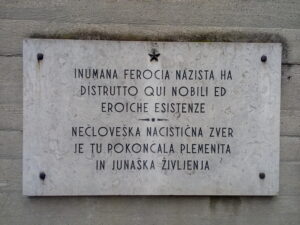 INUMANA FEROCIA NAZISTA HA
DISTRUTTO QUI NOBILI ED
EROICHE ESISTENZE
NEČLOVEŠKA NACISTIČNA ZVER
JE TU POKONČALA PLEMENITA
IN JUNAŠKA ŽIVLJENJA